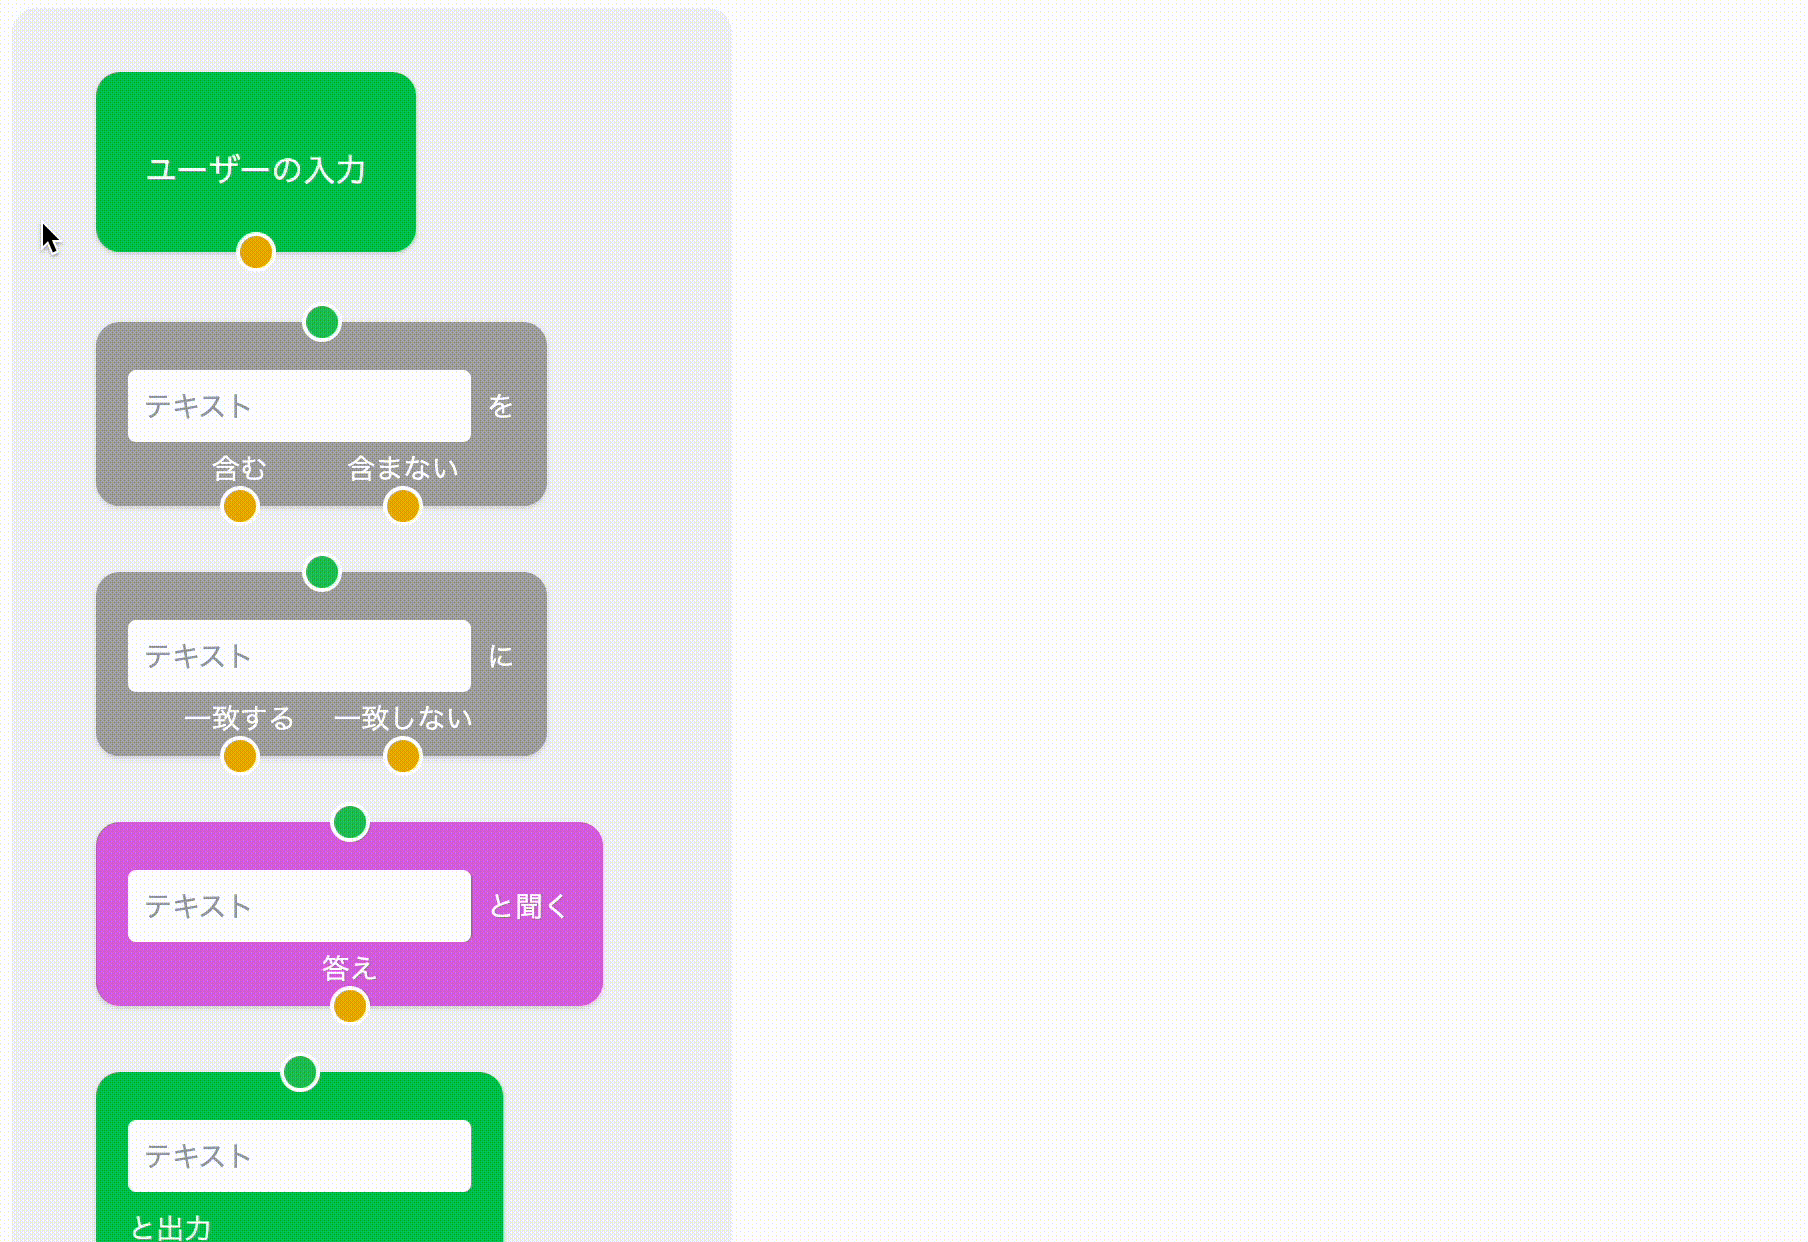 ユーザーの入力
テキスト を
含む 含まない
テキスト に
一致する 一致しない
テキスト と聞く
答え
テキスト
と出力